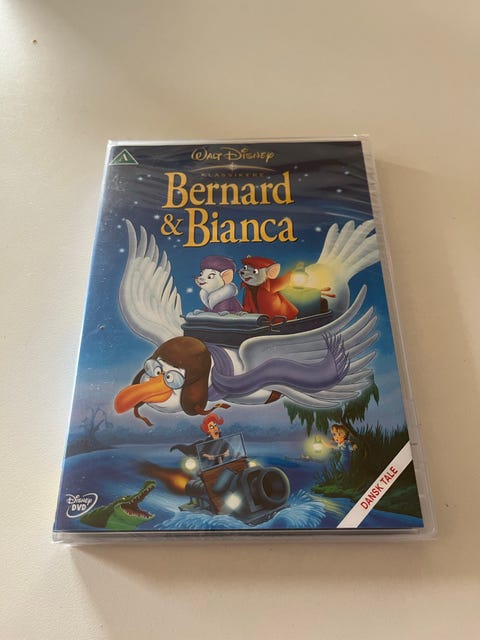 A
WALT DISNEY
KLASSIKERE
Bernard
& Bianca
DISNEY
DVD
DANSK TALE